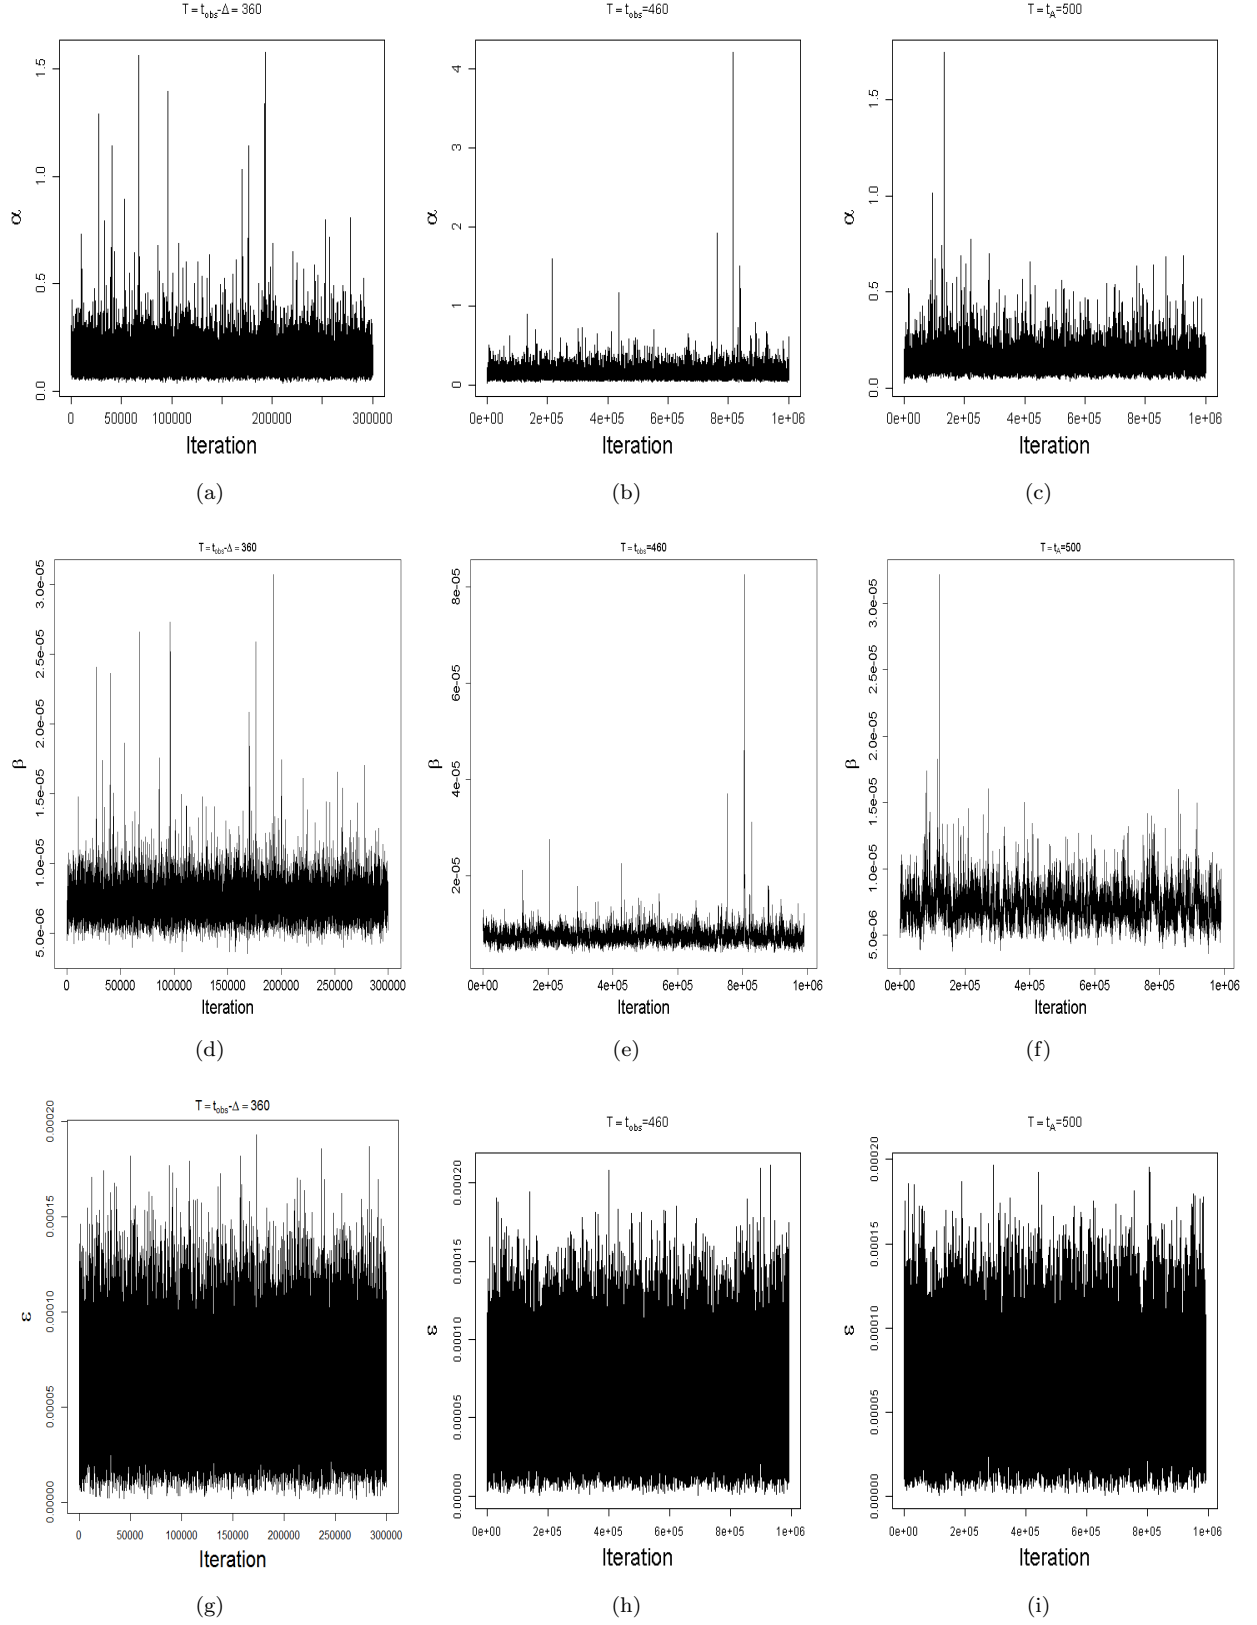 T = t_obs-Δ = 360
T = t_obs=460
T = t_A=500
α
0.0 0.5 1.0 1.5
0 50000 100000 200000 300000
Iteration
(a)
α
0 1 2 3 4
0e+00 2e+05 4e+05 6e+05 8e+05 1e+06
Iteration
(b)
α
0.0 0.5 1.0 1.5
0e+00 2e+05 4e+05 6e+05 8e+05 1e+06
Iteration
(c)
T = t_obs-Δ = 360
T = t_obs=460
T = t_A=500
β
5.0e-06 1.0e-05 1.5e-05 2.0e-05 2.5e-05 3.0e-05
0 50000 100000 150000 200000 250000 300000
Iteration
(d)
β
2e-05 4e-05 6e-05 8e-05
0e+00 2e+05 4e+05 6e+05 8e+05 1e+06
Iteration
(e)
β
5.0e-06 1.0e-05 1.5e-05 2.0e-05 2.5e-05 3.0e-05
0e+00 2e+05 4e+05 6e+05 8e+05 1e+06
Iteration
(f)
T = t_obs-Δ = 360
T = t_obs=460
T = t_A=500
ε
0.00000 0.00005 0.00010 0.00015 0.00020
0 50000 100000 150000 200000 250000 300000
Iteration
(g)
ε
0.00000 0.00005 0.00010 0.00015 0.00020
0e+00 2e+05 4e+05 6e+05 8e+05 1e+06
Iteration
(h)
ε
0.00000 0.00005 0.00010 0.00015 0.00020
0e+00 2e+05 4e+05 6e+05 8e+05 1e+06
Iteration
(i)